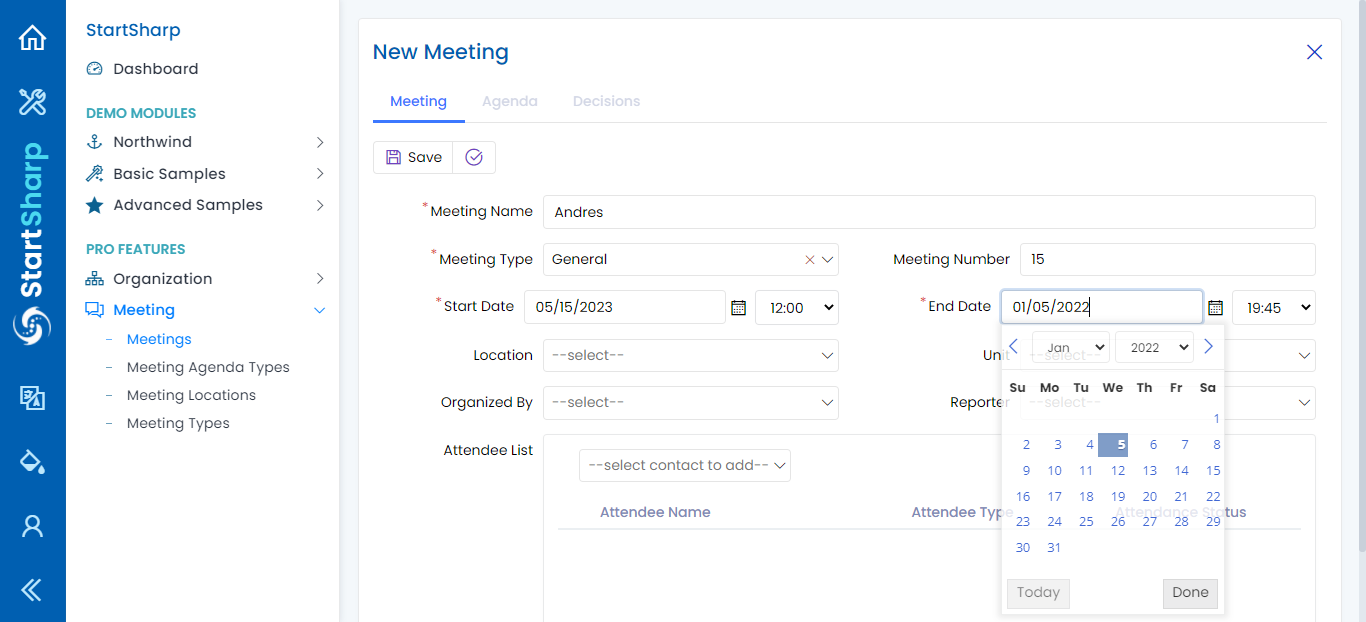 StartSharp
StartSharp
Dashboard
DEMO MODULES
Northwind
Basic Samples
Advanced Samples
PRO FEATURES
Organization
Meeting
Meetings
Meeting Agenda Types
Meeting Locations
Meeting Types
New Meeting
Meeting Agenda Decisions
Save
*Meeting Name Andres
*Meeting Type General Meeting Number 15
*Start Date 05/15/2023 12:00 *End Date 01/05/2022 19:45
Location --select-- Unit --select--
Organized By --select-- Reporter --select--
Attendee List
--select contact to add--
Attendee Name Attendee Type Attendance Status
Jan 2022
Su Mo Tu We Th Fr Sa
1
2 3 4 5 6 7 8
9 10 11 12 13 14 15
16 17 18 19 20 21 22
23 24 25 26 27 28 29
30 31
Today Done